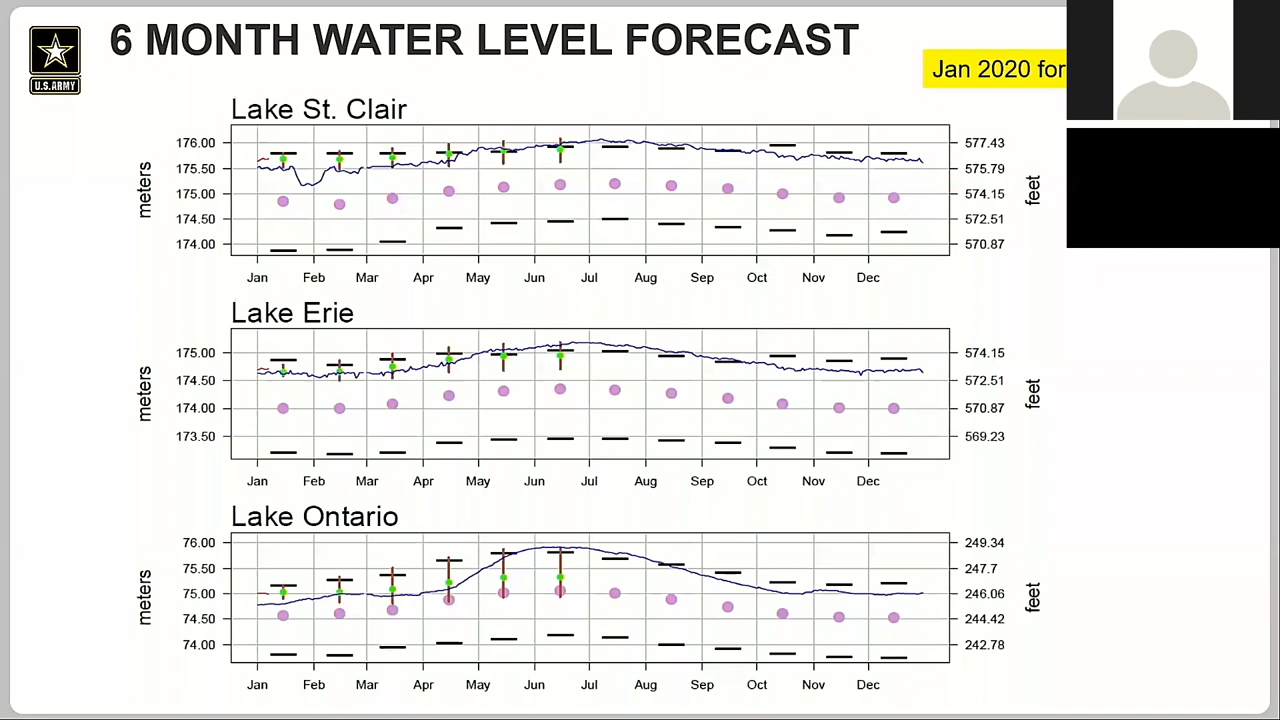 6 MONTH WATER LEVEL FORECAST
U.S.ARMY
Jan 2020 for
Lake St. Clair
meters
176.00
175.50
175.00
174.50
174.00
577.43
575.79
574.15
572.51
570.87
feet
Jan Feb Mar Apr May Jun Jul Aug Sep Oct Nov Dec
Lake Erie
meters
175.00
174.50
174.00
173.50
574.15
572.51
570.87
569.23
feet
Jan Feb Mar Apr May Jun Jul Aug Sep Oct Nov Dec
Lake Ontario
meters
76.00
75.50
75.00
74.50
74.00
249.34
247.7
246.06
244.42
242.78
feet
Jan Feb Mar Apr May Jun Jul Aug Sep Oct Nov Dec